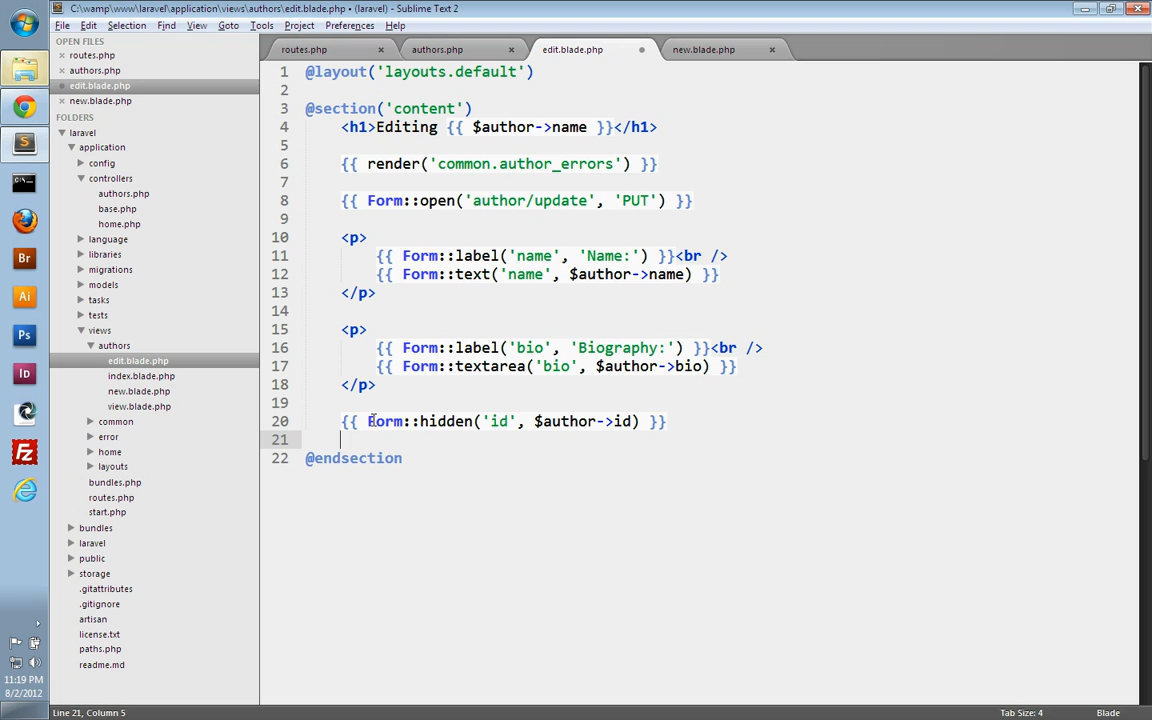 C:\wamp\www\laravel\application\views\authors\edit.blade.php • (laravel) - Sublime Text 2
File Edit Selection Find View Goto Tools Project Preferences Help
OPEN FILES
routes.php
authors.php
edit.blade.php
new.blade.php
FOLDERS
laravel
application
config
controllers
authors.php
base.php
home.php
language
libraries
migrations
models
tasks
tests
views
authors
edit.blade.php
index.blade.php
new.blade.php
view.blade.php
common
error
home
layouts
bundles.php
routes.php
start.php
bundles
laravel
public
storage
.gitattributes
.gitignore
artisan
license.txt
paths.php
readme.md
routes.php authors.php edit.blade.php new.blade.php
1 @layout('layouts.default')
2
3 @section('content')
4 <h1>Editing {{ $author->name }}</h1>
5
6 {{ render('common.author_errors') }}
7
8 {{ Form::open('author/update', 'PUT') }}
9
10 <p>
11 {{ Form::label('name', 'Name:') }}<br />
12 {{ Form::text('name', $author->name) }}
13 </p>
14
15 <p>
16 {{ Form::label('bio', 'Biography:') }}<br />
17 {{ Form::textarea('bio', $author->bio) }}
18 </p>
19
20 {{ Form::hidden('id', $author->id) }}
21
22 @endsection
Br
Ai
Ps
Id
FZ
11:19 PM
8/2/2012
Line 21, Column 5
Tab Size: 4
Blade